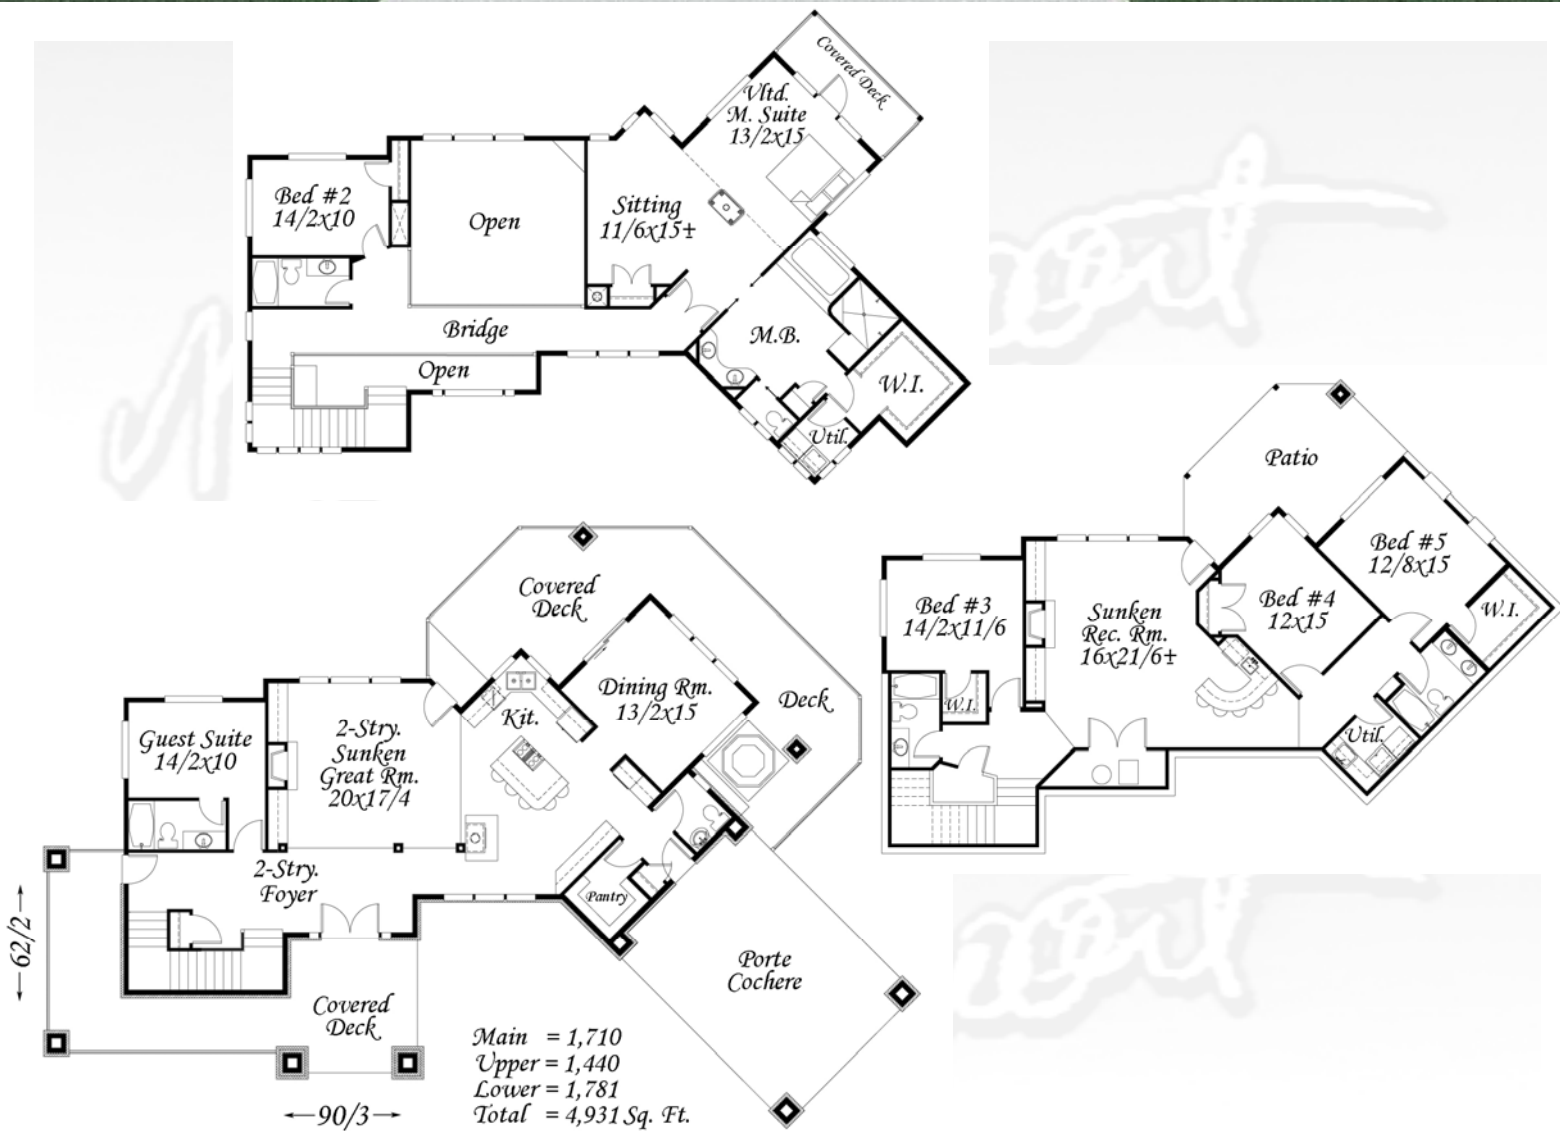 Covered Deck
Vltd.
M. Suite
13/2x15
Bed #2
14/2x10
Open
Sitting
11/6x15±
Bridge
Open
M.B.
W.I.
Util.
Patio
Bed #5
12/8x15
Bed #3
14/2x11/6
Sunken
Rec. Rm.
16x21/6±
Bed #4
12x15
W.I.
W.I.
Util.
Covered
Deck
Dining Rm.
13/2x15
Deck
Kit.
Guest Suite
14/2x10
2-Stry.
Sunken
Great Rm.
20x17/4
2-Stry.
Foyer
Pantry
62/2
Porte
Cochere
Covered
Deck
90/3
Main = 1,710
Upper = 1,440
Lower = 1,781
Total = 4,931 Sq. Ft.